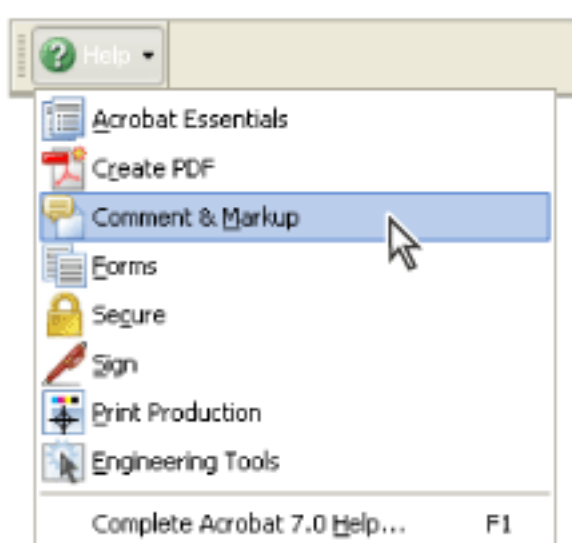 Help
Acrobat Essentials
Create PDF
Comment & Markup
Forms
Secure
Sign
Print Production
Engineering Tools
Complete Acrobat 7.0 Help... F1